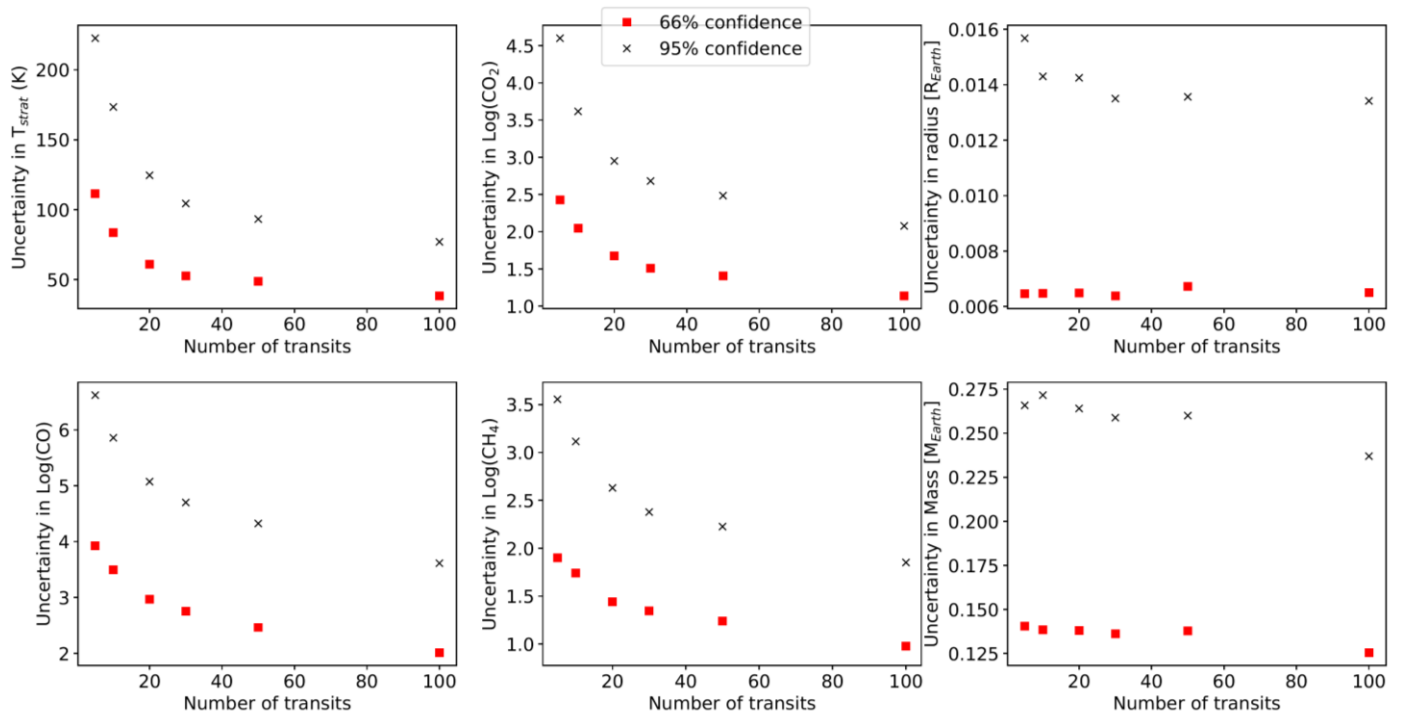 66% confidence
95% confidence
Uncertainty in T_strat (K)
200
150
100
50
20 40 60 80 100
Number of transits
Uncertainty in Log(CO₂)
4.5
4.0
3.5
3.0
2.5
2.0
1.5
1.0
20 40 60 80 100
Number of transits
Uncertainty in radius [R_Earth]
0.016
0.014
0.012
0.010
0.008
0.006
20 40 60 80 100
Number of transits
Uncertainty in Log(CO)
6
5
4
3
2
20 40 60 80 100
Number of transits
Uncertainty in Log(CH₄)
3.5
3.0
2.5
2.0
1.5
1.0
20 40 60 80 100
Number of transits
Uncertainty in Mass [M_Earth]
0.275
0.250
0.225
0.200
0.175
0.150
0.125
20 40 60 80 100
Number of transits